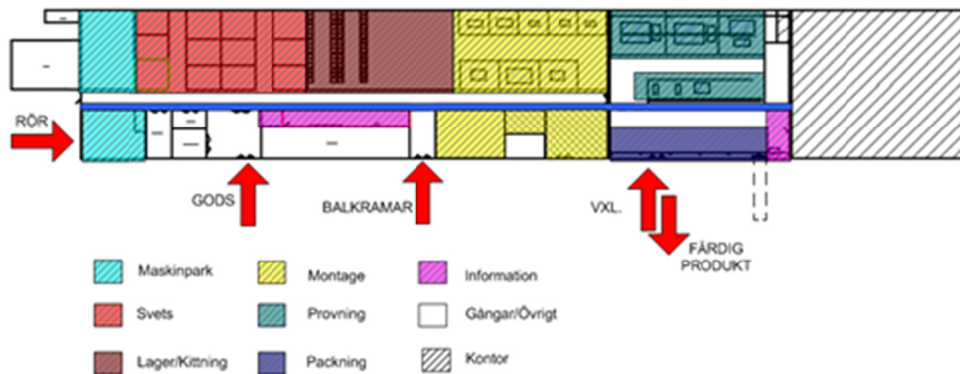 RÖR
GODS
BALKRAMAR
VXL.
FÄRDIG
PRODUKT
Maskinpark
Montage
Information
Svets
Provning
Gångar/Övrigt
Lager/Kittning
Packning
Kontor